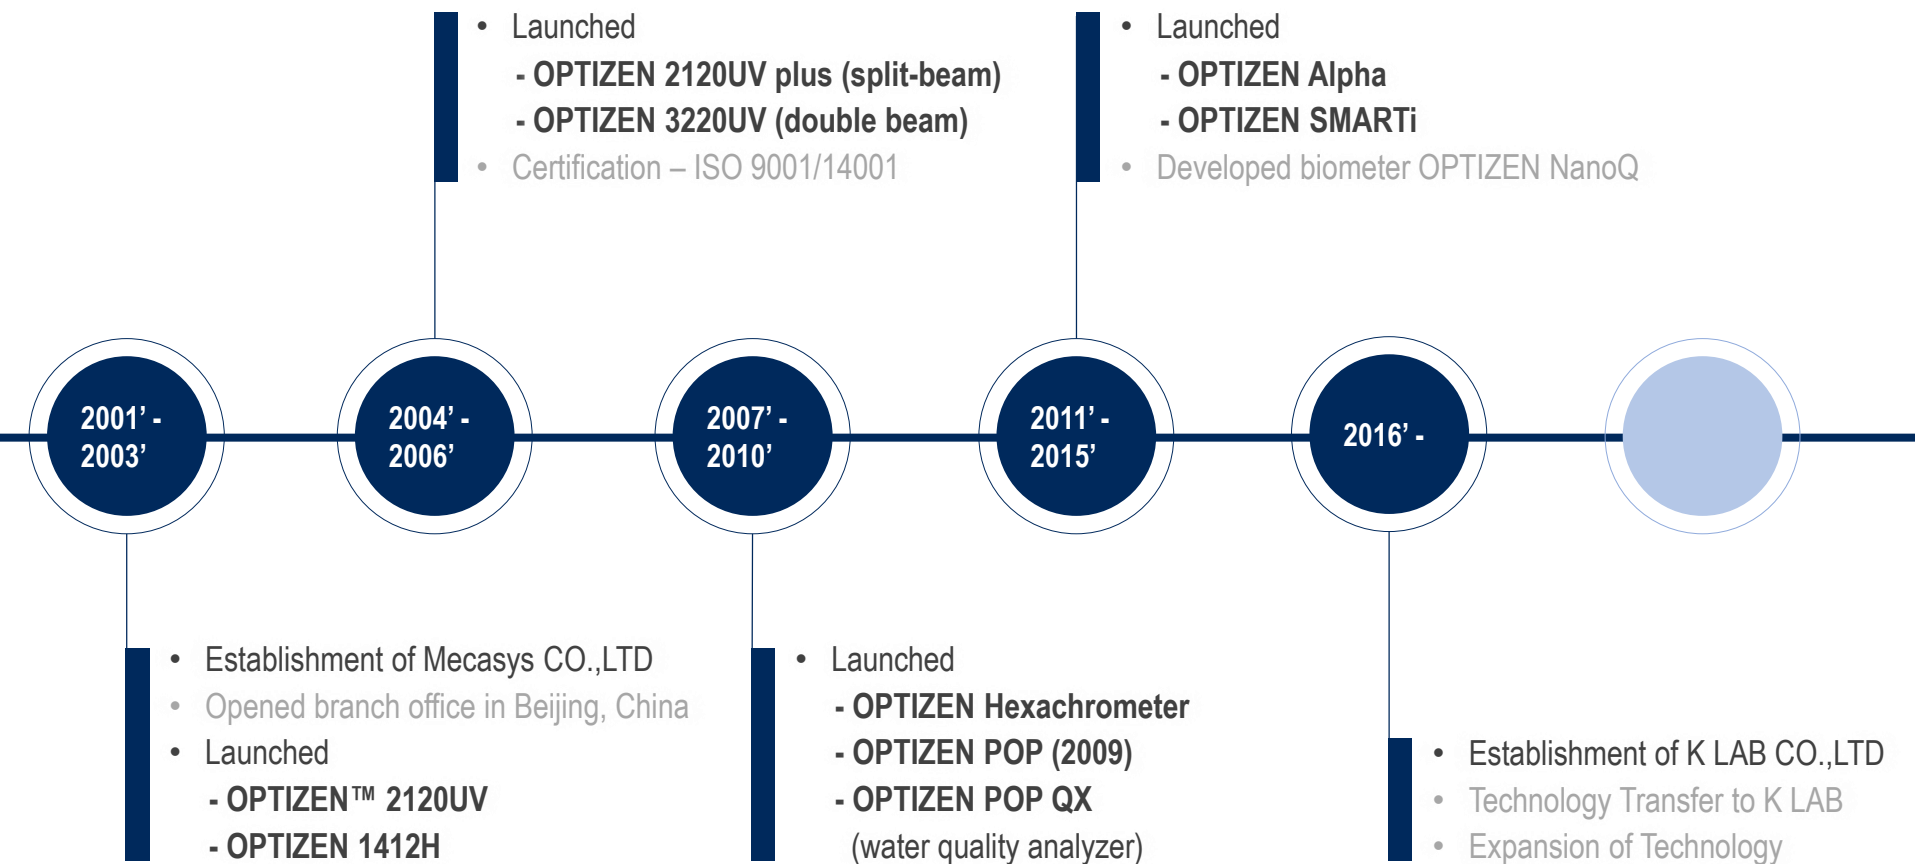 • Launched
- OPTIZEN 2120UV plus (split-beam)
- OPTIZEN 3220UV (double beam)
• Certification – ISO 9001/14001
• Launched
- OPTIZEN Alpha
- OPTIZEN SMARTi
• Developed biometer OPTIZEN NanoQ
2001’ -
2003’
2004’ -
2006’
2007’ -
2010’
2011’ -
2015’
2016’ -
• Establishment of Mecasys CO.,LTD
• Opened branch office in Beijing, China
• Launched
- OPTIZEN™ 2120UV
- OPTIZEN 1412H
• Launched
- OPTIZEN Hexachrometer
- OPTIZEN POP (2009)
- OPTIZEN POP QX
(water quality analyzer)
• Establishment of K LAB CO.,LTD
• Technology Transfer to K LAB
• Expansion of Technology